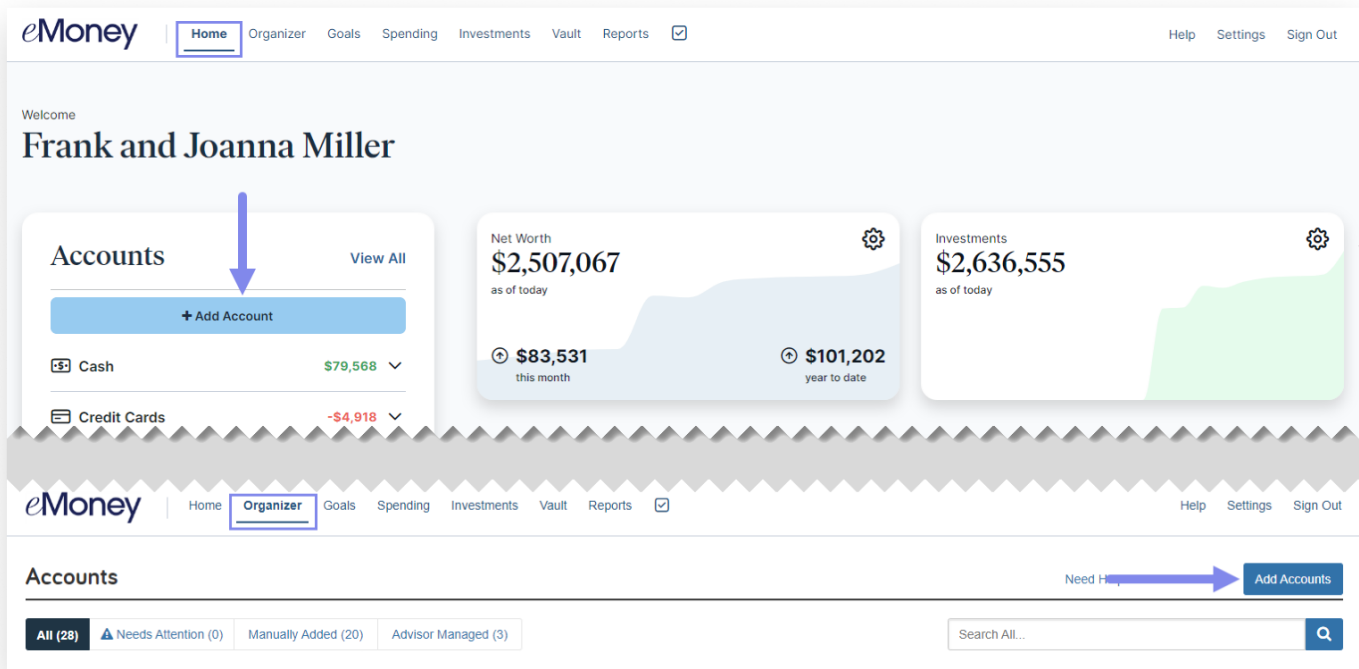 eMoney Home Organizer Goals Spending Investments Vault Reports Help Settings Sign Out
Welcome
Frank and Joanna Miller
Accounts View All
+ Add Account
Cash $79,568
Credit Cards -$4,918
Net Worth
$2,507,067
as of today
$83,531 $101,202
this month year to date
Investments
$2,636,555
as of today
eMoney Home Organizer Goals Spending Investments Vault Reports Help Settings Sign Out
Accounts Need Add Accounts
All (28) Needs Attention (0) Manually Added (20) Advisor Managed (3) Search All...